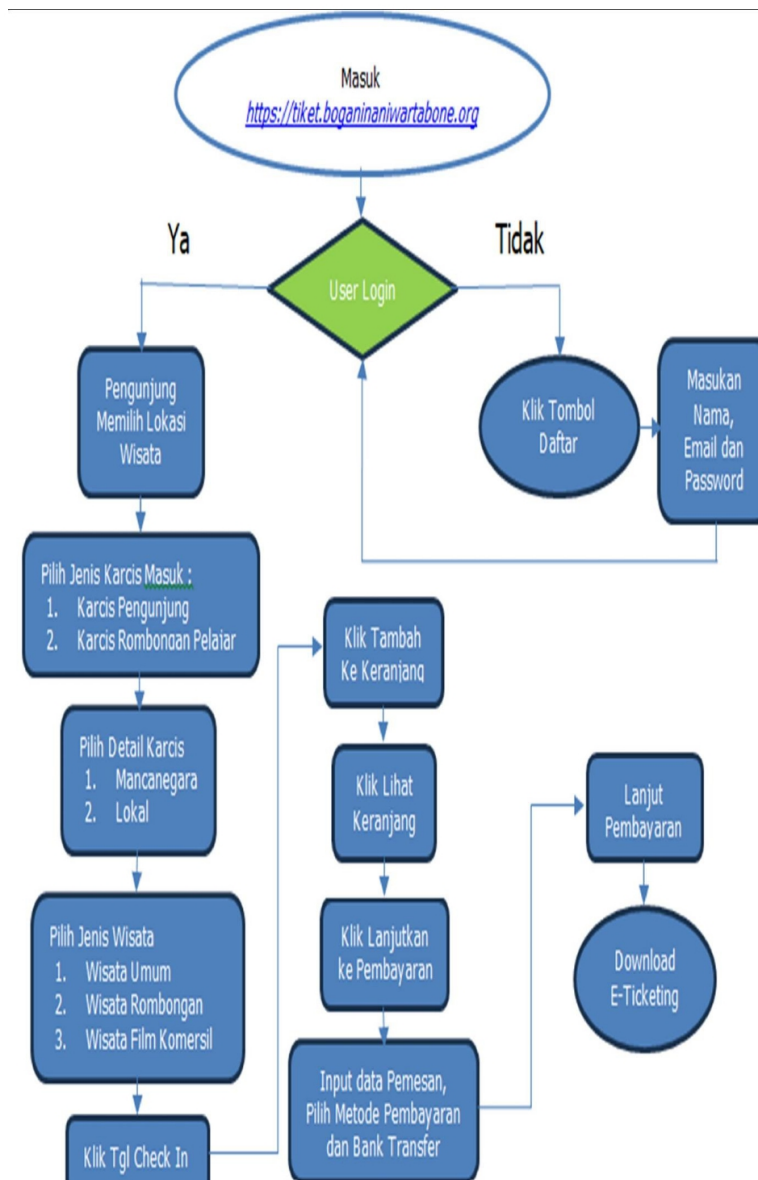 Masuk
https://tiket.boganinaniwartabone.org
Ya
Tidak
User Login
Klik Tombol
Daftar
Masukan
Nama,
Email dan
Password
Pengunjung
Memilih Lokasi
Wisata
Pilih Jenis Karcis Masuk :
1. Karcis Pengunjung
2. Karcis Rombongan Pelajar
Pilih Detail Karcis
1. Mancanegara
2. Lokal
Pilih Jenis Wisata
1. Wisata Umum
2. Wisata Rombongan
3. Wisata Film Komersil
Klik Tgl Check In
Klik Tambah
Ke Keranjang
Klik Lihat
Keranjang
Klik Lanjutkan
ke Pembayaran
Input data Pemesan,
Pilih Metode Pembayaran
dan Bank Transfer
Lanjut
Pembayaran
Download
E-Ticketing